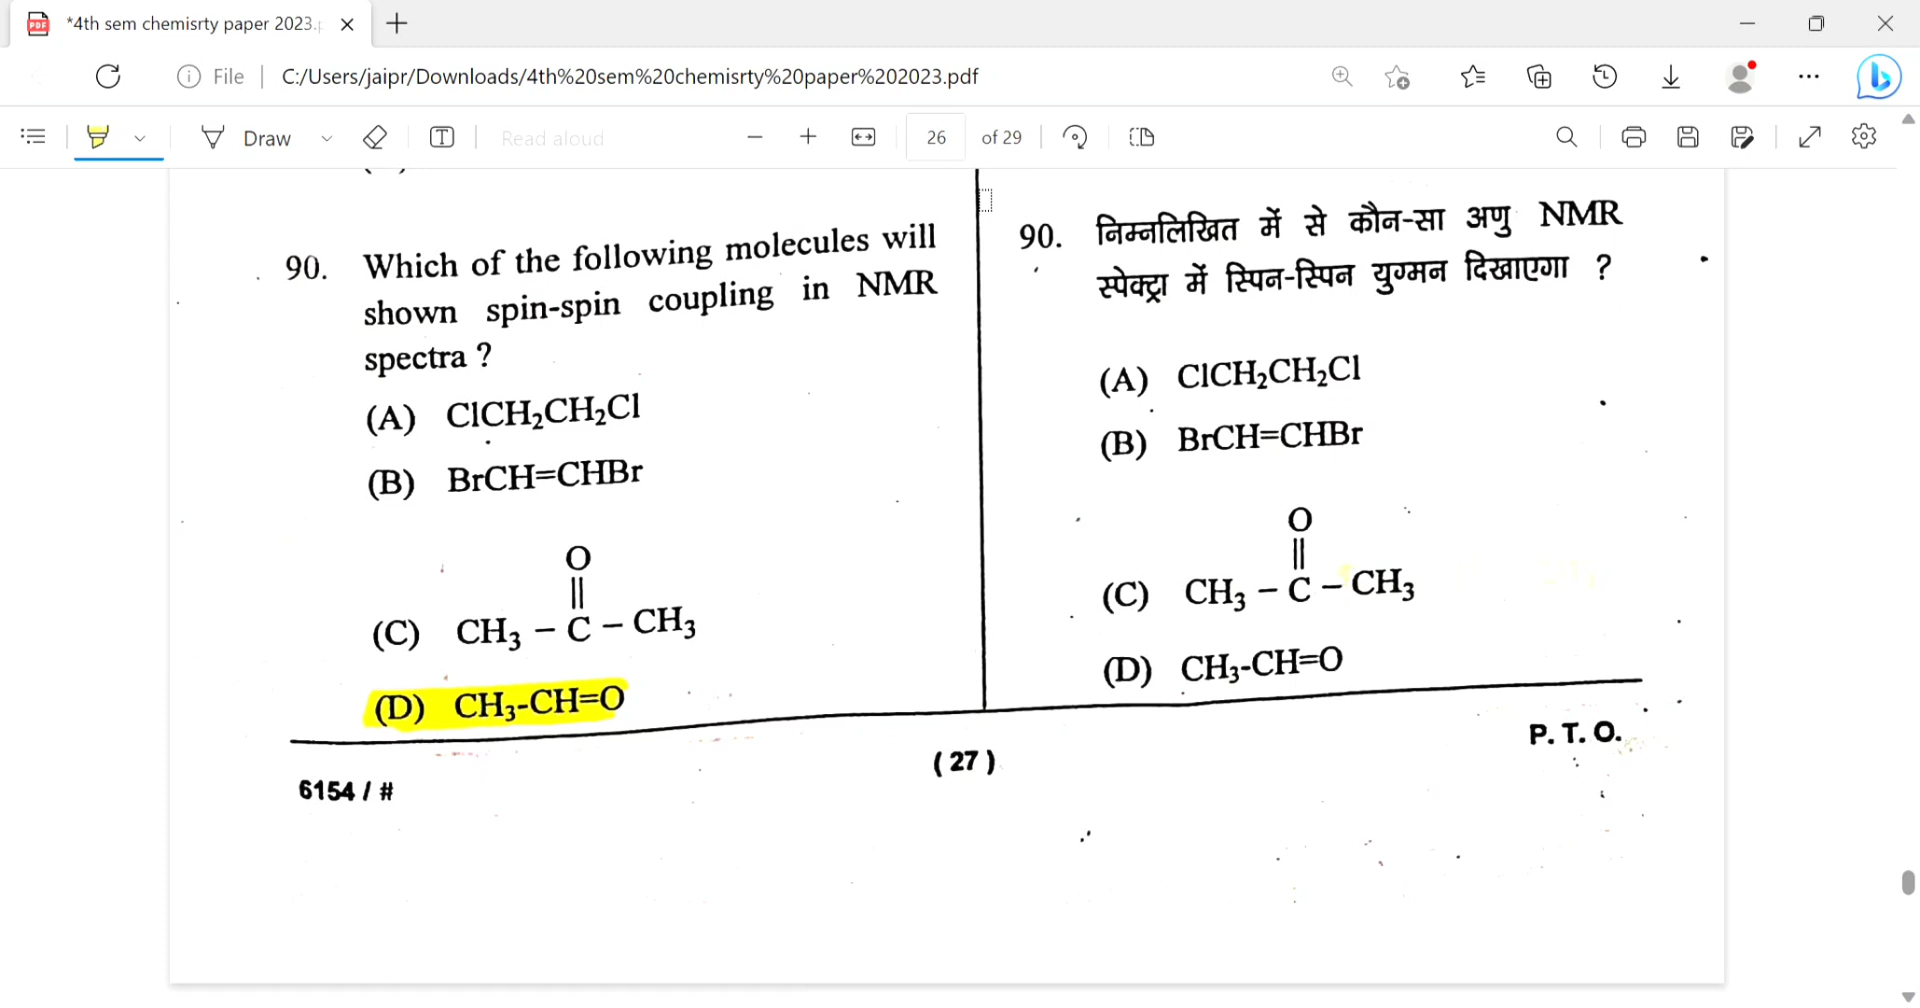 *4th sem chemisrty paper 2023.p
File
C:/Users/jaipr/Downloads/4th%20sem%20chemisrty%20paper%202023.pdf
Draw
Read aloud
26
of 29
90. Which of the following molecules will
shown spin-spin coupling in NMR
spectra ?
(A) ClCH₂CH₂Cl
(B) BrCH=CHBr
O
||
(C) CH₃ – C – CH₃
(D) CH₃-CH=O
90. निम्नलिखित में से कौन-सा अणु NMR
स्पेक्ट्रा में स्पिन-स्पिन युग्मन दिखाएगा ?
(A) ClCH₂CH₂Cl
(B) BrCH=CHBr
O
||
(C) CH₃ – C – CH₃
(D) CH₃-CH=O
P. T. O.
( 27 )
6154 / #